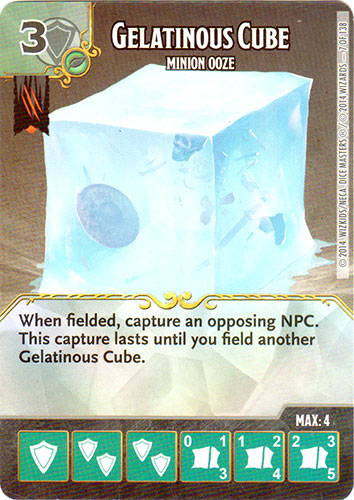 3
GELATINOUS CUBE
MINION OOZE
© 2014 WIZKIDS/NECA. DICE MASTERS ®/© 2014 WIZARDS 7 OF 138
When fielded, capture an opposing NPC.
This capture lasts until you field another
Gelatinous Cube.
MAX: 4
0 1 3
1 2 4
2 3 5